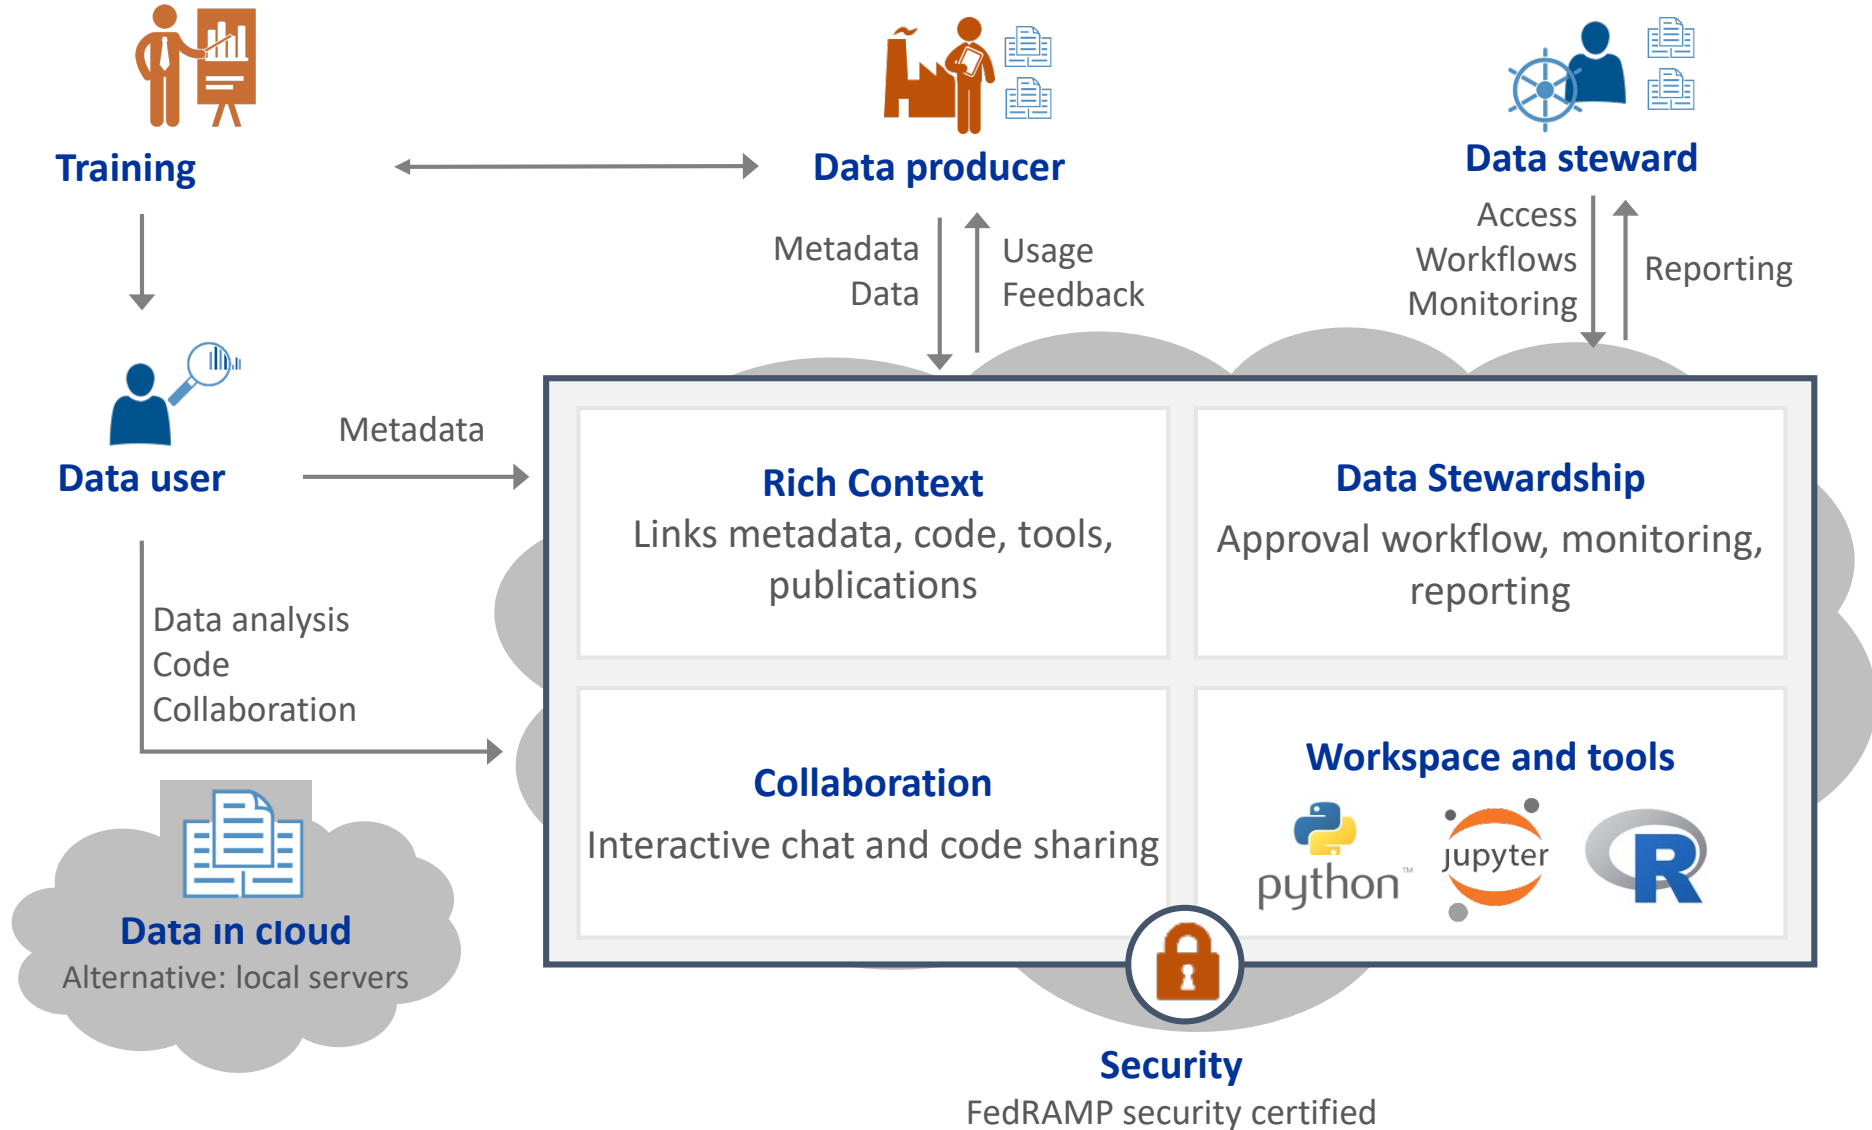 Training
Data producer
Data steward
Metadata
Data
Usage
Feedback
Access
Workflows
Monitoring
Reporting
Data user
Metadata
Data analysis
Code
Collaboration
Rich Context
Links metadata, code, tools,
publications
Data Stewardship
Approval workflow, monitoring,
reporting
Collaboration
Interactive chat and code sharing
Workspace and tools
python™
jupyter
R
Data in cloud
Alternative: local servers
Security
FedRAMP security certified